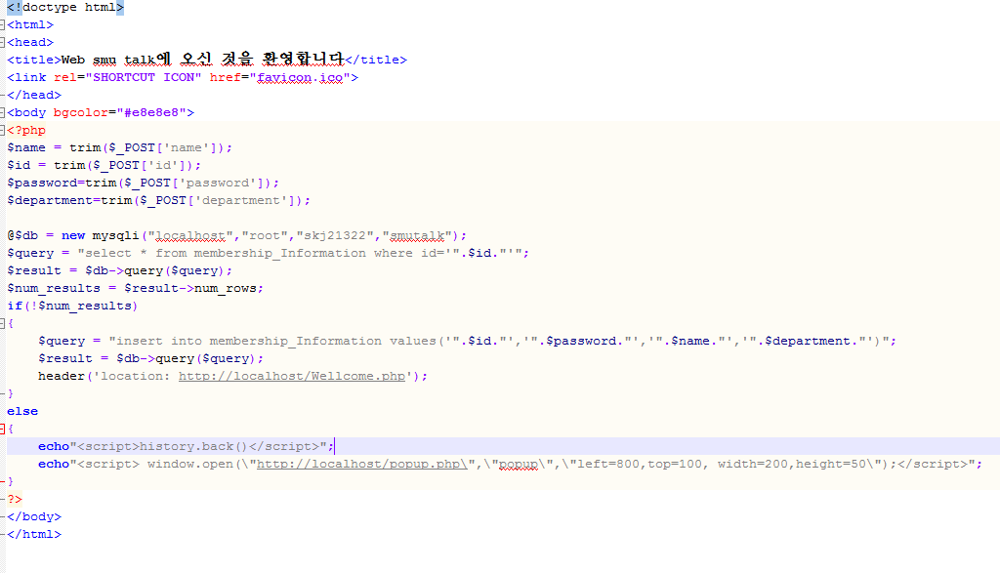 <!doctype html>
<html>
<head>
<title>Web smu talk에 오신 것을 환영합니다</title>
<link rel="SHORTCUT ICON" href="favicon.ico">
</head>
<body bgcolor="#e8e8e8">
<?php
$name = trim($_POST['name']);
$id = trim($_POST['id']);
$password=trim($_POST['password']);
$department=trim($_POST['department']);
@$db = new mysqli("localhost","root","skj21322","smutalk");
$query = "select * from membership_Information where id='".$id."'";
$result = $db->query($query);
$num_results = $result->num_rows;
if(!$num_results)
{
    $query = "insert into membership_Information values('".$id."','".$password."','".$name."','".$department."')";
    $result = $db->query($query);
    header('location: http://localhost/Wellcome.php');
}
else
{
    echo"<script>history.back()</script>";
    echo"<script> window.open(\"http://localhost/popup.php\",\"popup\",\"left=800,top=100, width=200,height=50\");</script>";
}
?>
</body>
</html>